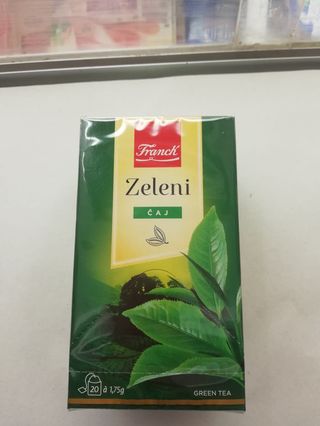 Franck
Zeleni
ČAJ
20 à 1,75g
GREEN TEA